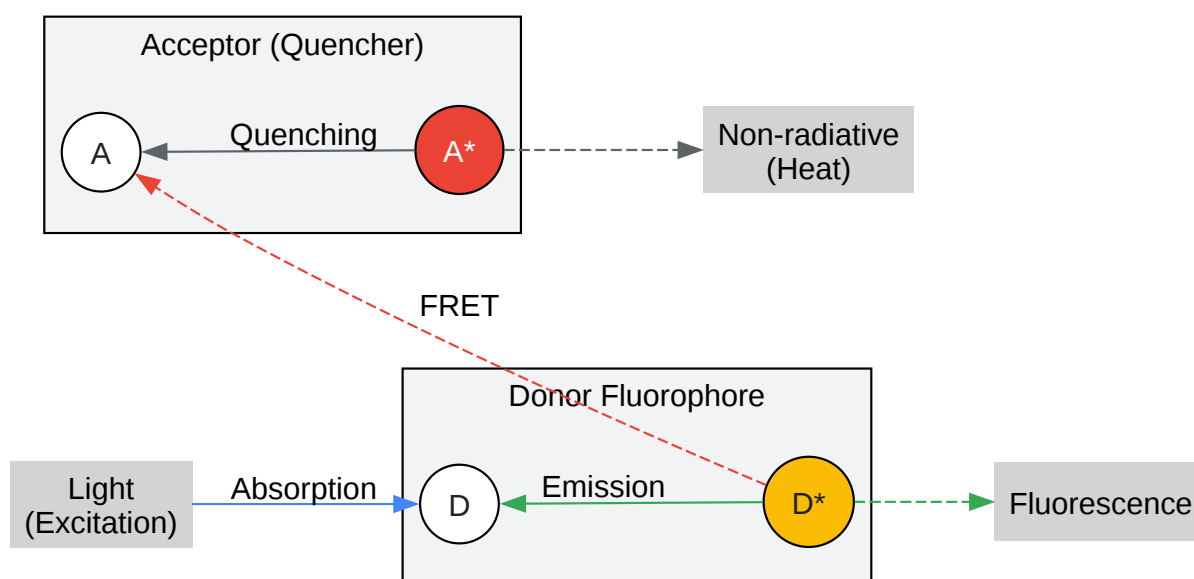 Acceptor (Quencher)
A
Quenching
A*
Non-radiative
(Heat)
FRET
Donor Fluorophore
Light
(Excitation)
Absorption
D
Emission
D*
Fluorescence